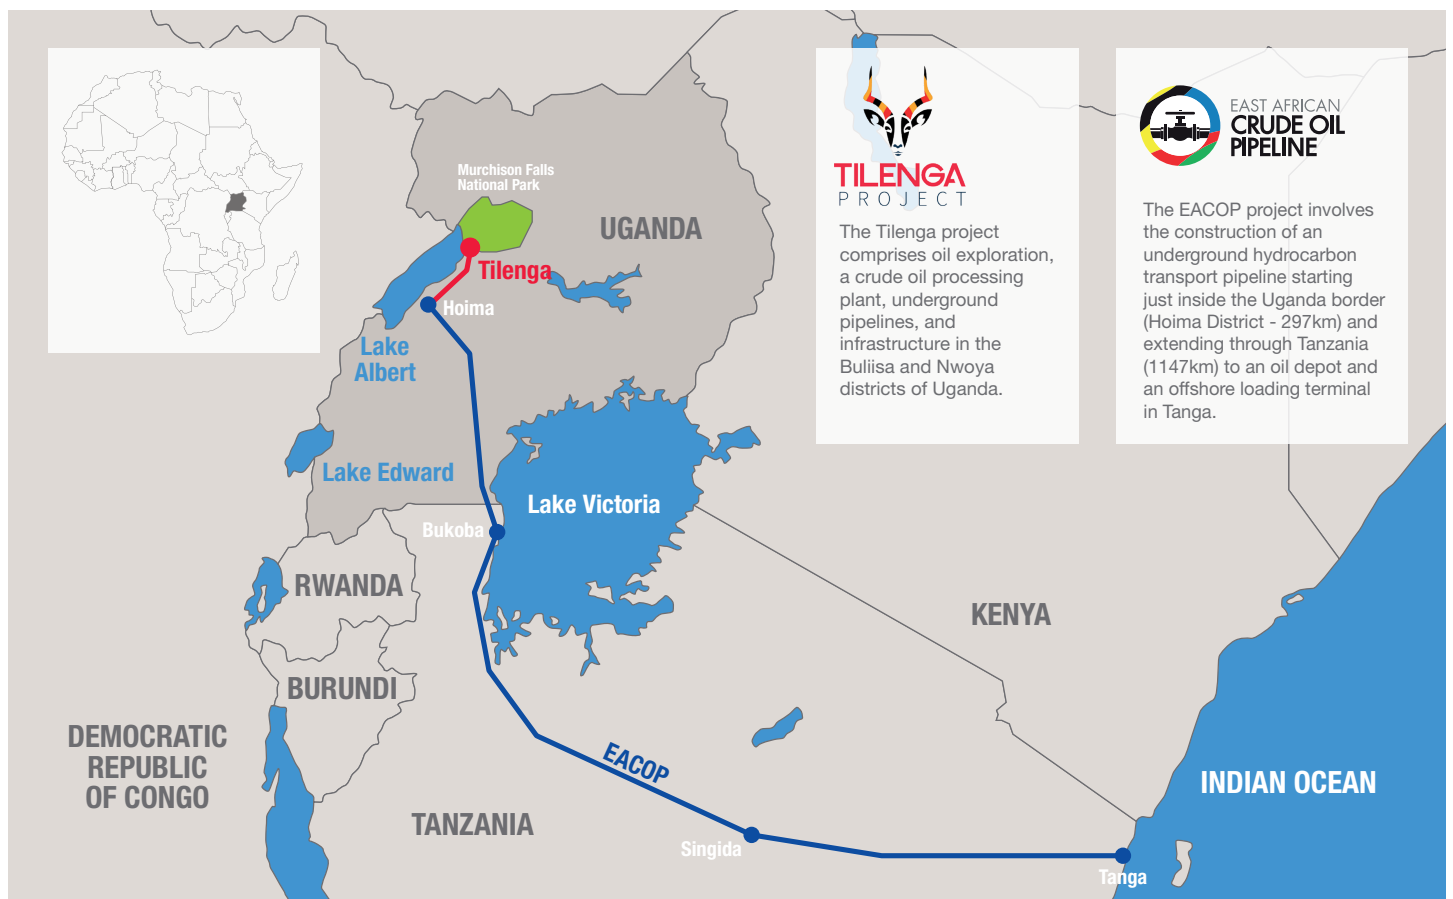 Murchison Falls
National Park
UGANDA
Tilenga
Hoima
Lake
Albert
Lake Edward
Lake Victoria
Bukoba
RWANDA
BURUNDI
DEMOCRATIC
REPUBLIC
OF CONGO
TANZANIA
EACOP
Singida
Tanga
KENYA
INDIAN OCEAN
TILENGA
PROJECT
The Tilenga project
comprises oil exploration,
a crude oil processing
plant, underground
pipelines, and
infrastructure in the
Buliisa and Nwoya
districts of Uganda.
EAST AFRICAN
CRUDE OIL
PIPELINE
The EACOP project involves
the construction of an
underground hydrocarbon
transport pipeline starting
just inside the Uganda border
(Hoima District - 297km) and
extending through Tanzania
(1147km) to an oil depot and
an offshore loading terminal
in Tanga.